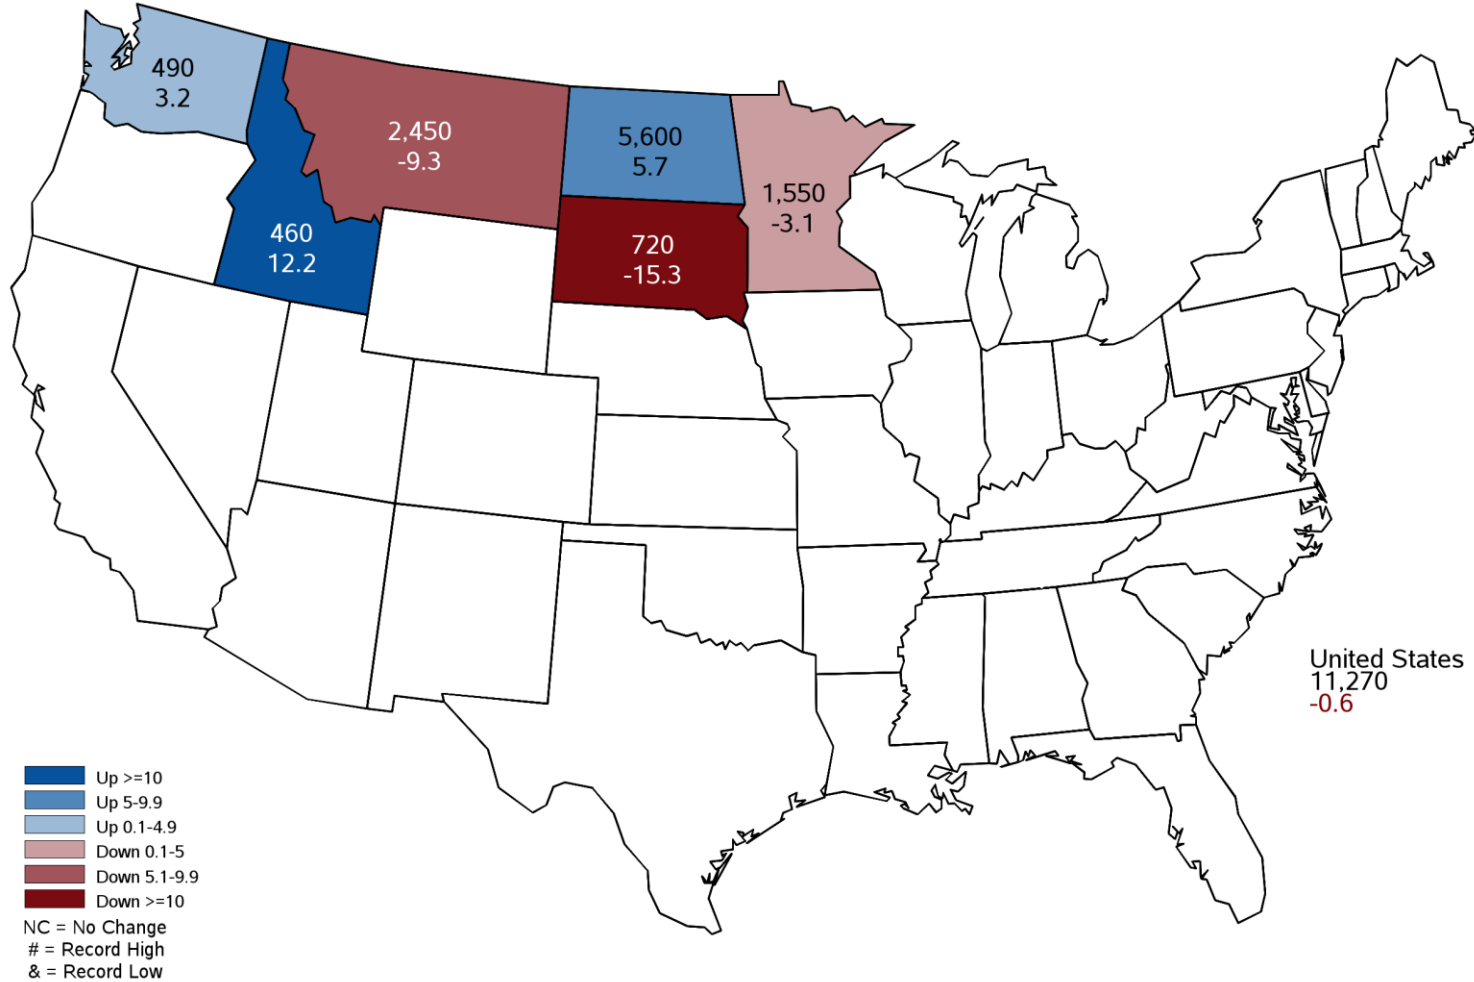 490
3.2
2,450
-9.3
5,600
5.7
1,550
-3.1
460
12.2
720
-15.3
United States
11,270
-0.6
Up >=10
Up 5-9.9
Up 0.1-4.9
Down 0.1-5
Down 5.1-9.9
Down >=10
NC = No Change
# = Record High
& = Record Low